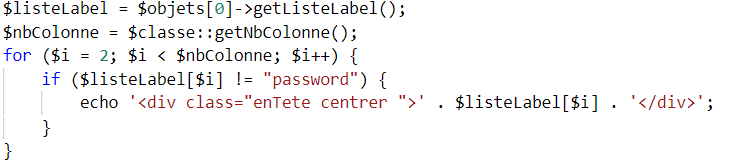 $listeLabel = $objets[0]->getListeLabel();
$nbColonne = $classe::getNbColonne();
for ($i = 2; $i < $nbColonne; $i++) {
    if ($listeLabel[$i] != "password") {
        echo '<div class="enTete centrer ">' . $listeLabel[$i] . '</div>';
    }
}